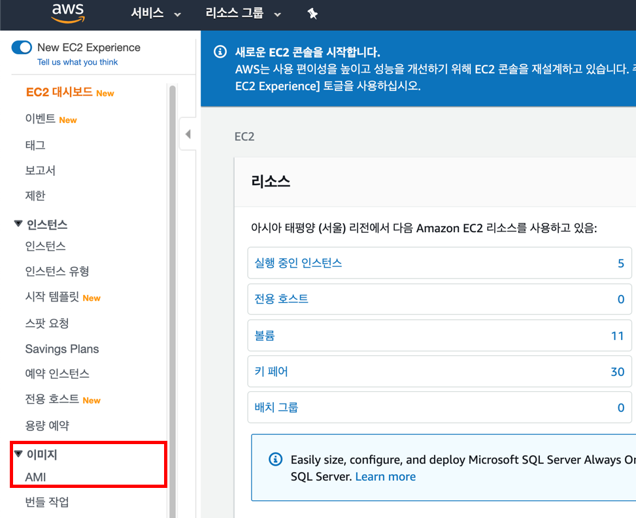 aws
서비스
리소스 그룹
New EC2 Experience
Tell us what you think
EC2 대시보드 New
이벤트 New
태그
보고서
제한
인스턴스
인스턴스
인스턴스 유형
시작 템플릿 New
스팟 요청
Savings Plans
예약 인스턴스
전용 호스트 New
용량 예약
이미지
AMI
번들 작업
새로운 EC2 콘솔을 시작합니다.
AWS는 사용 편이성을 높이고 성능을 개선하기 위해 EC2 콘솔을 재설계하고 있습니다.
EC2 Experience] 토글을 사용하십시오.
EC2
리소스
아시아 태평양 (서울) 리전에서 다음 Amazon EC2 리소스를 사용하고 있음:
실행 중인 인스턴스 5
전용 호스트 0
볼륨 11
키 페어 30
배치 그룹 0
Easily size, configure, and deploy Microsoft SQL Server Always
SQL Server. Learn more